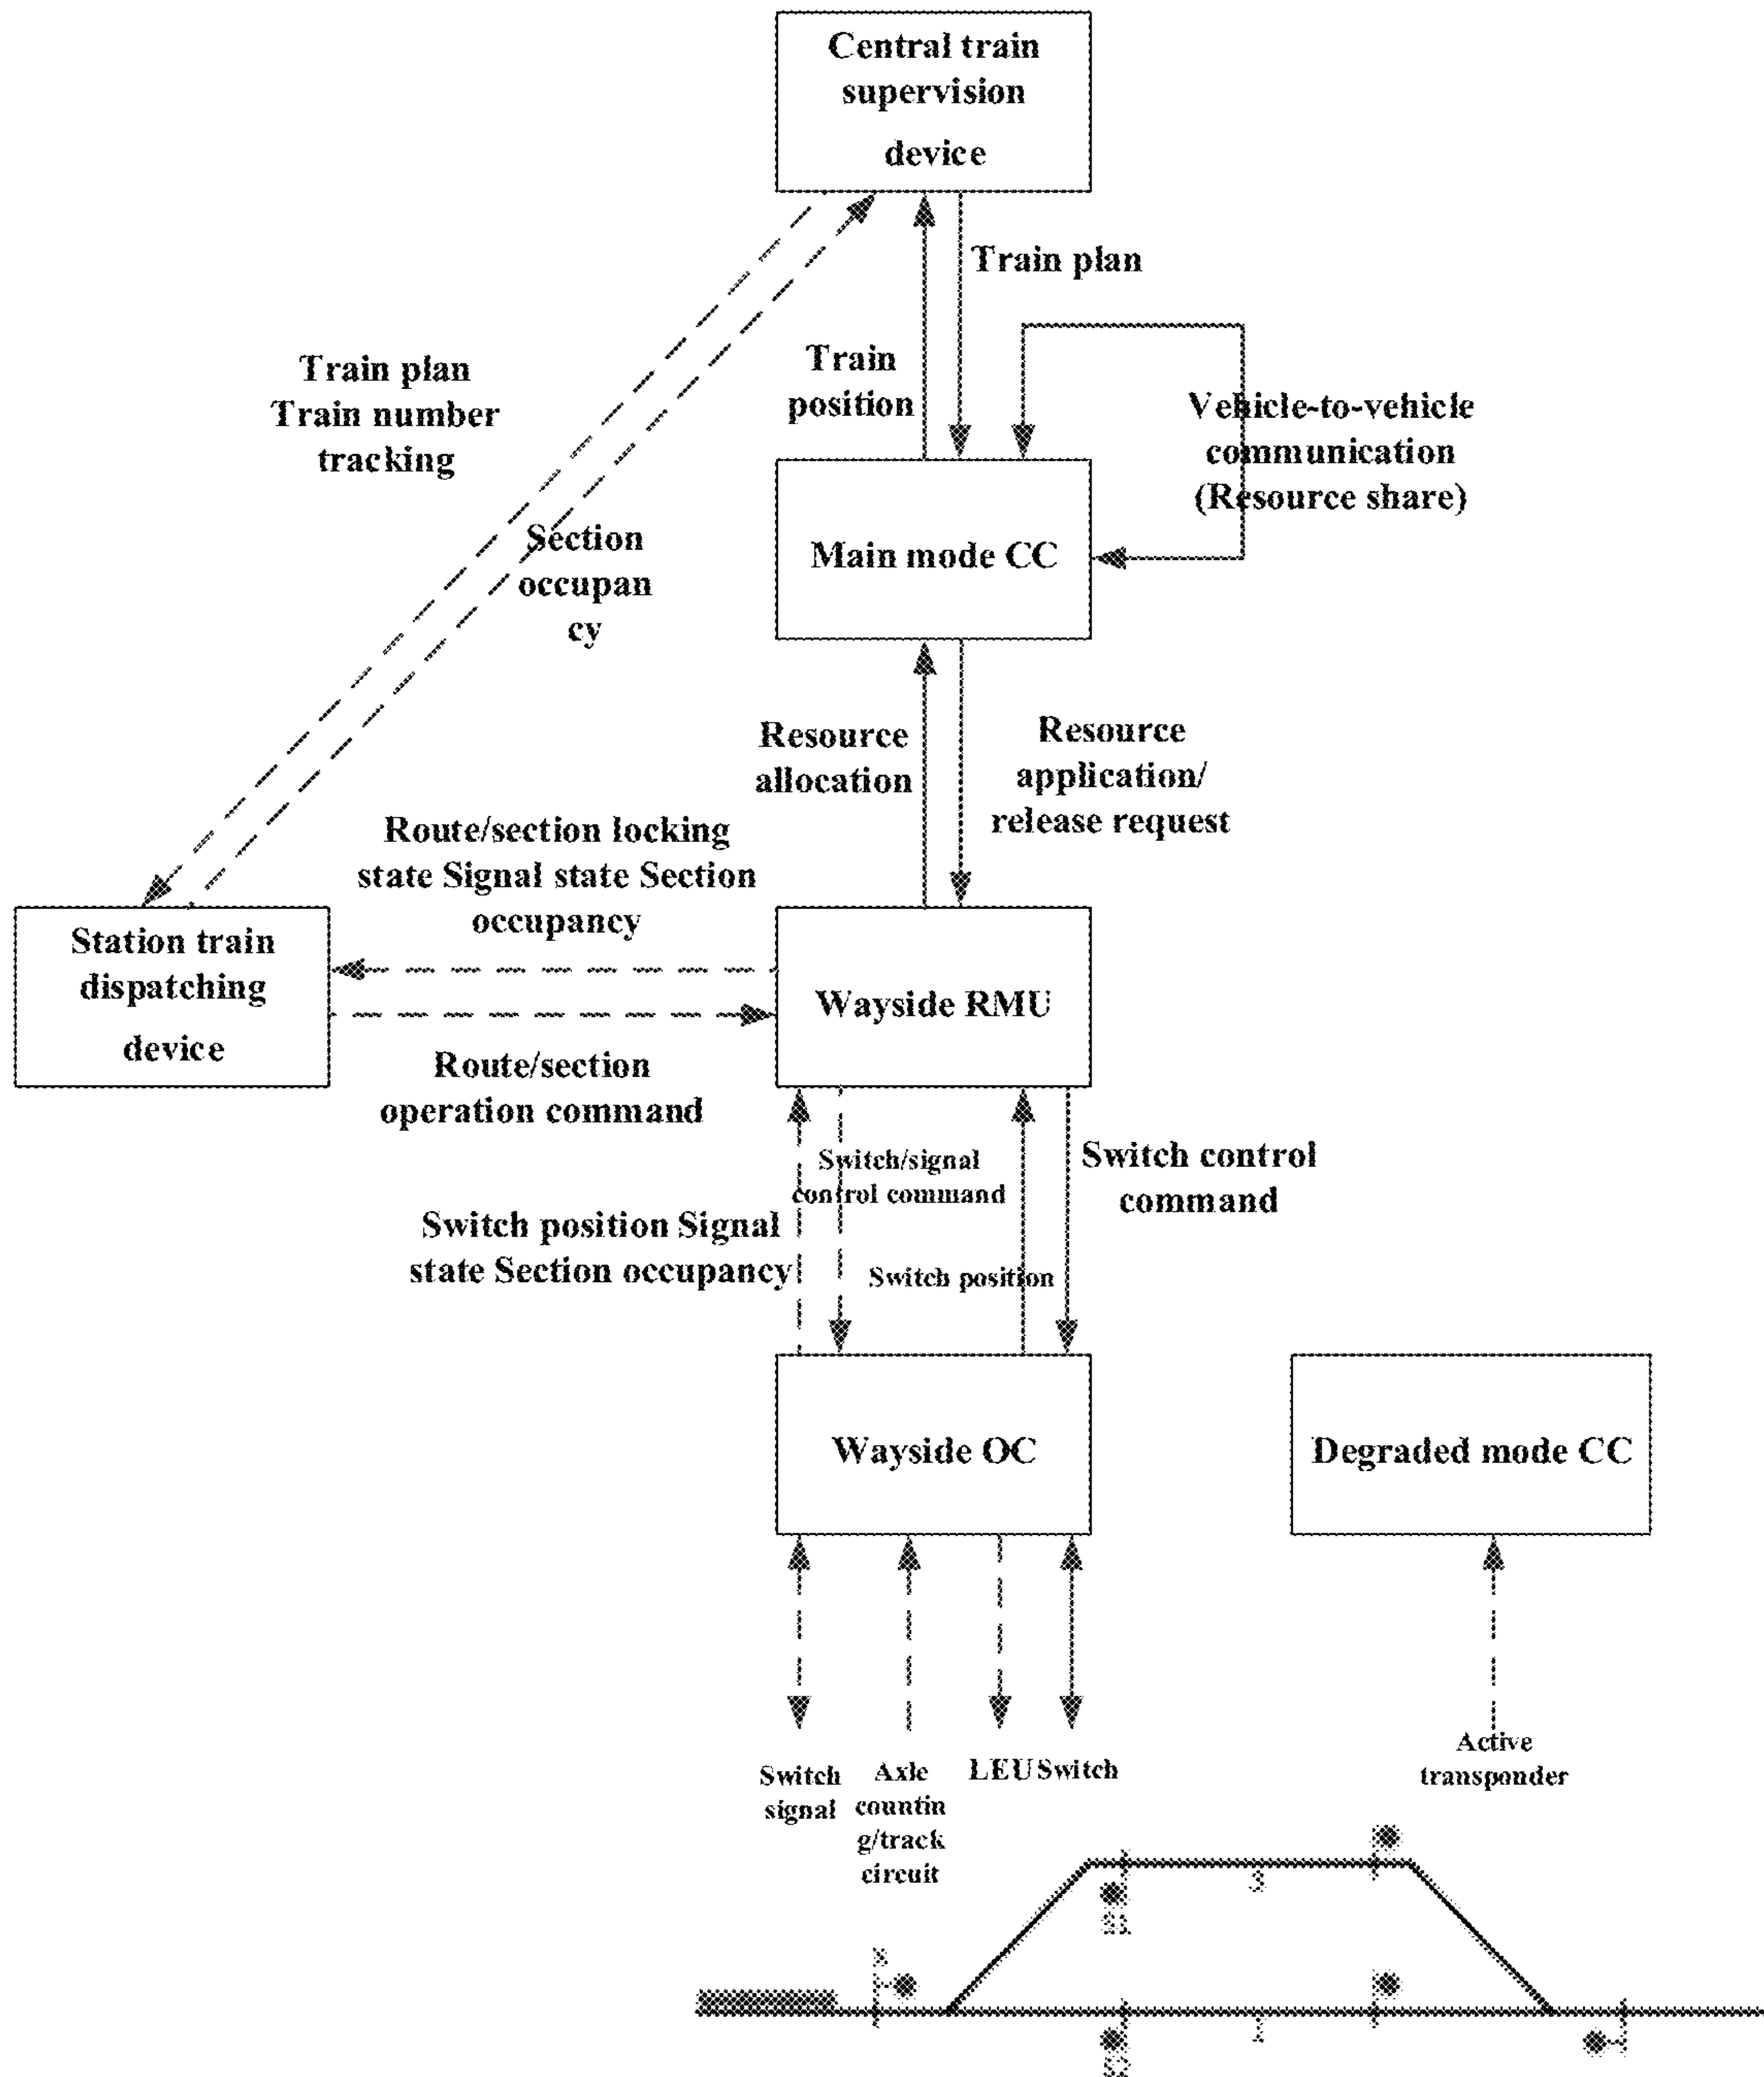 Central train
supervision
device
Train plan
Train
position
Train plan
Train number
tracking
Vehicle-to-vehicle
communication
(Resource share)
Section
occupan
cy
Main mode CC
Resource
allocation
Resource
application/
release request
Route/section locking
state Signal state Section
occupancy
Station train
dispatching
device
Wayside RMU
Route/section
operation command
Switch/signal
control command
Switch control
command
Switch position Signal
state Section occupancy
Switch position
Wayside OC
Degraded mode CC
Switch
signal
Axle
countin
g/track
circuit
LEU
Switch
Active
transponder
3
1